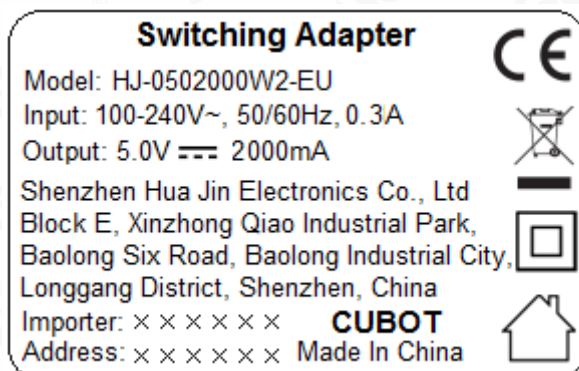 Switching Adapter
Model: HJ-0502000W2-EU
Input: 100-240V~, 50/60Hz, 0.3A
Output: 5.0V ⎓ 2000mA
Shenzhen Hua Jin Electronics Co., Ltd
Block E, Xinzhong Qiao Industrial Park,
Baolong Six Road, Baolong Industrial City,
Longgang District, Shenzhen, China
Importer: × × × × × × CUBOT
Address: × × × × × × Made In China
CE